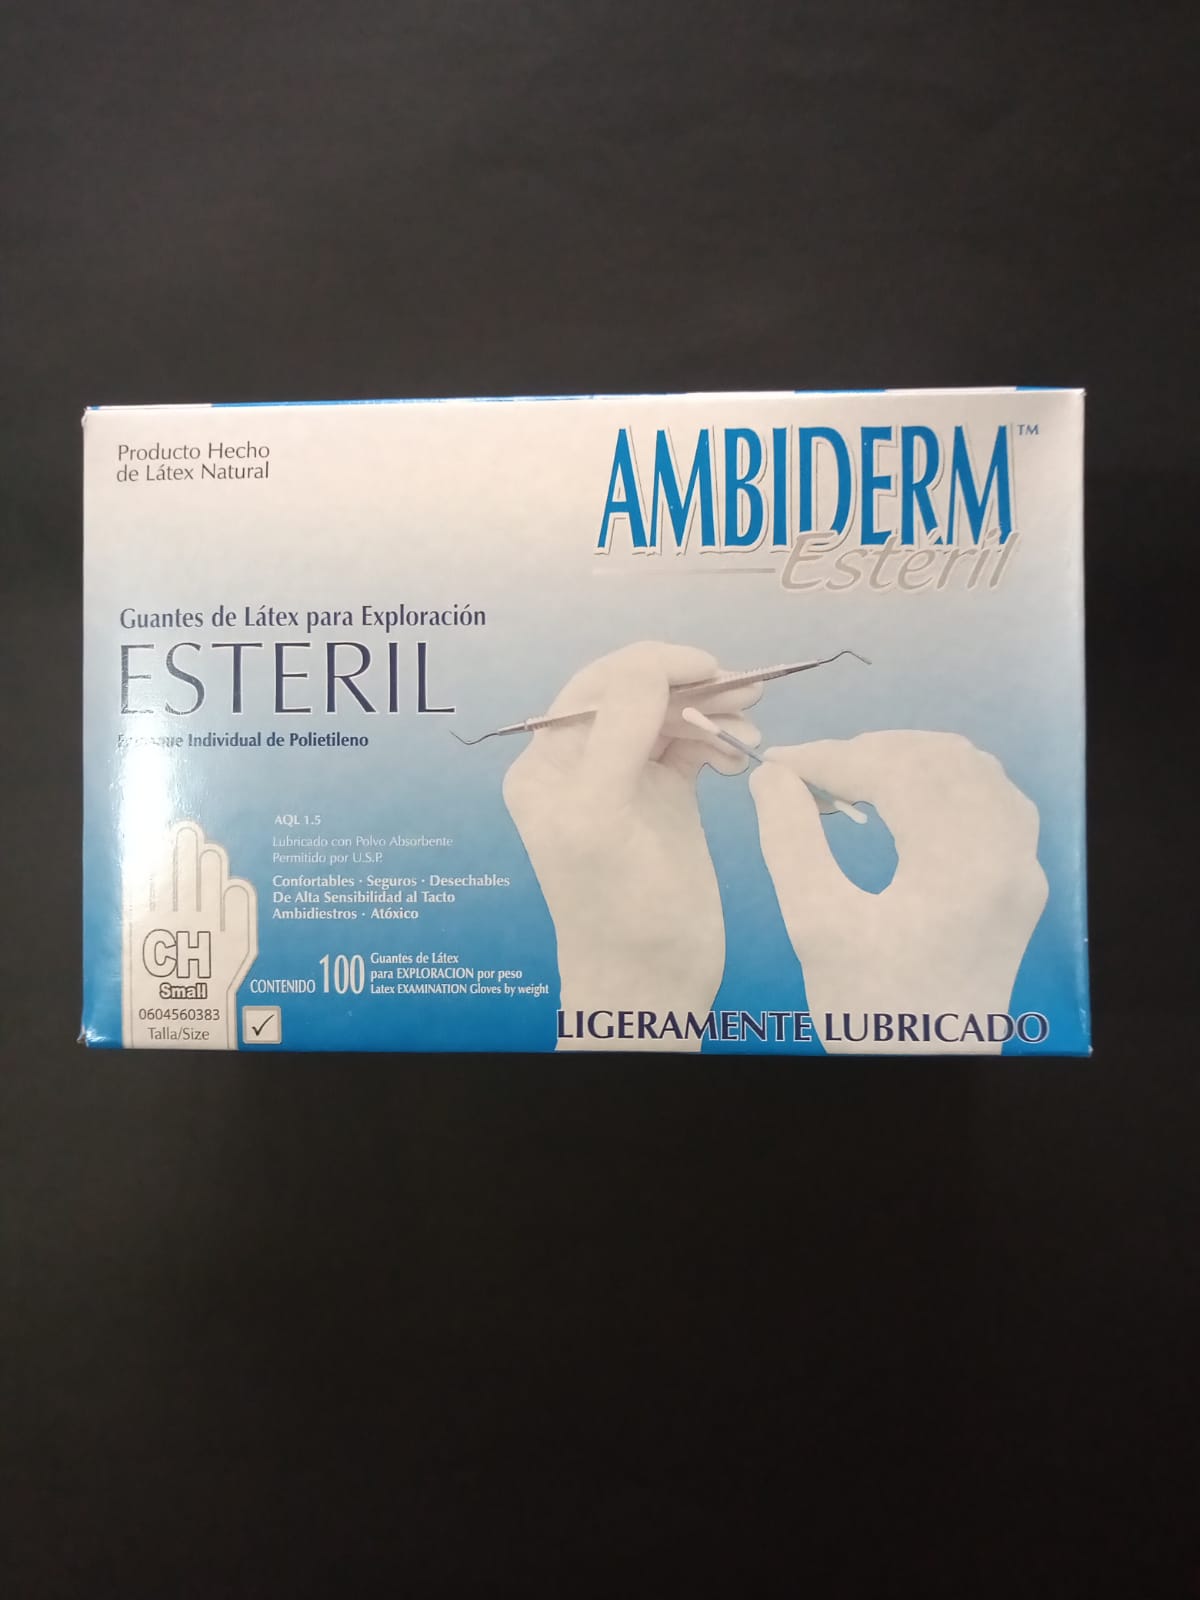 Producto Hecho
de Látex Natural
AMBIDERM™
Estéril
Guantes de Látex para Exploración
ESTERIL
Individual de Polietileno
AQL 1.5
Lubricado con Polvo Absorbente
Permitido por U.S.P.
Confortables · Seguros · Desechables
De Alta Sensibilidad al Tacto
Ambidiestros · Atóxico
CONTENIDO 100
Guantes de Látex
para EXPLORACION por peso
Latex EXAMINATION Gloves by weight
CH
Small
0604560383
Talla/Size
LIGERAMENTE LUBRICADO